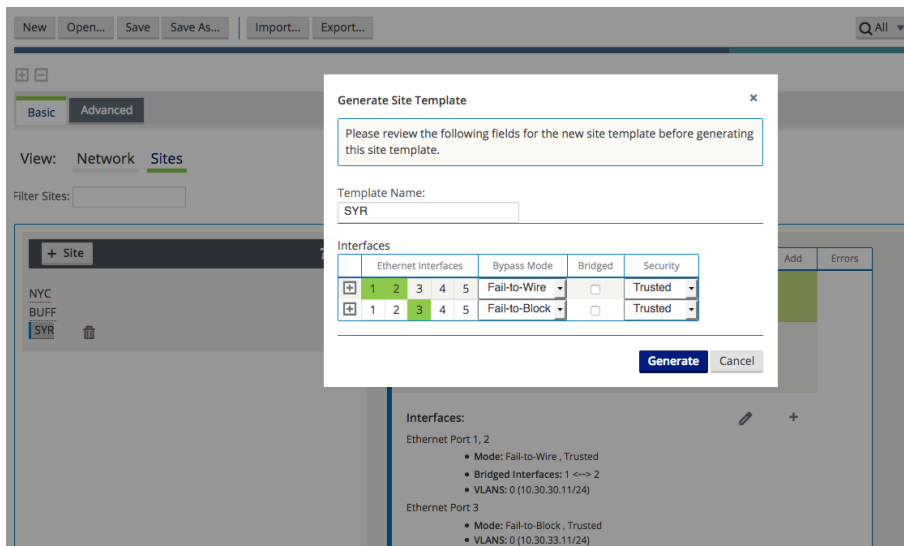 New Open... Save Save As... Import... Export... All
Basic Advanced
View: Network Sites
Filter Sites:
+ Site
NYC
BUFF
SYR
Generate Site Template ×
Please review the following fields for the new site template before generating
this site template.
Template Name:
SYR
Interfaces
Ethernet Interfaces Bypass Mode Bridged Security
1 2 3 4 5 Fail-to-Wire Trusted
1 2 3 4 5 Fail-to-Block Trusted
Generate Cancel
Add Errors
Interfaces:
Ethernet Port 1, 2
• Mode: Fail-to-Wire , Trusted
• Bridged Interfaces: 1 <--> 2
• VLANS: 0 (10.30.30.11/24)
Ethernet Port 3
• Mode: Fail-to-Block , Trusted
• VLANS: 0 (10.30.33.11/24)